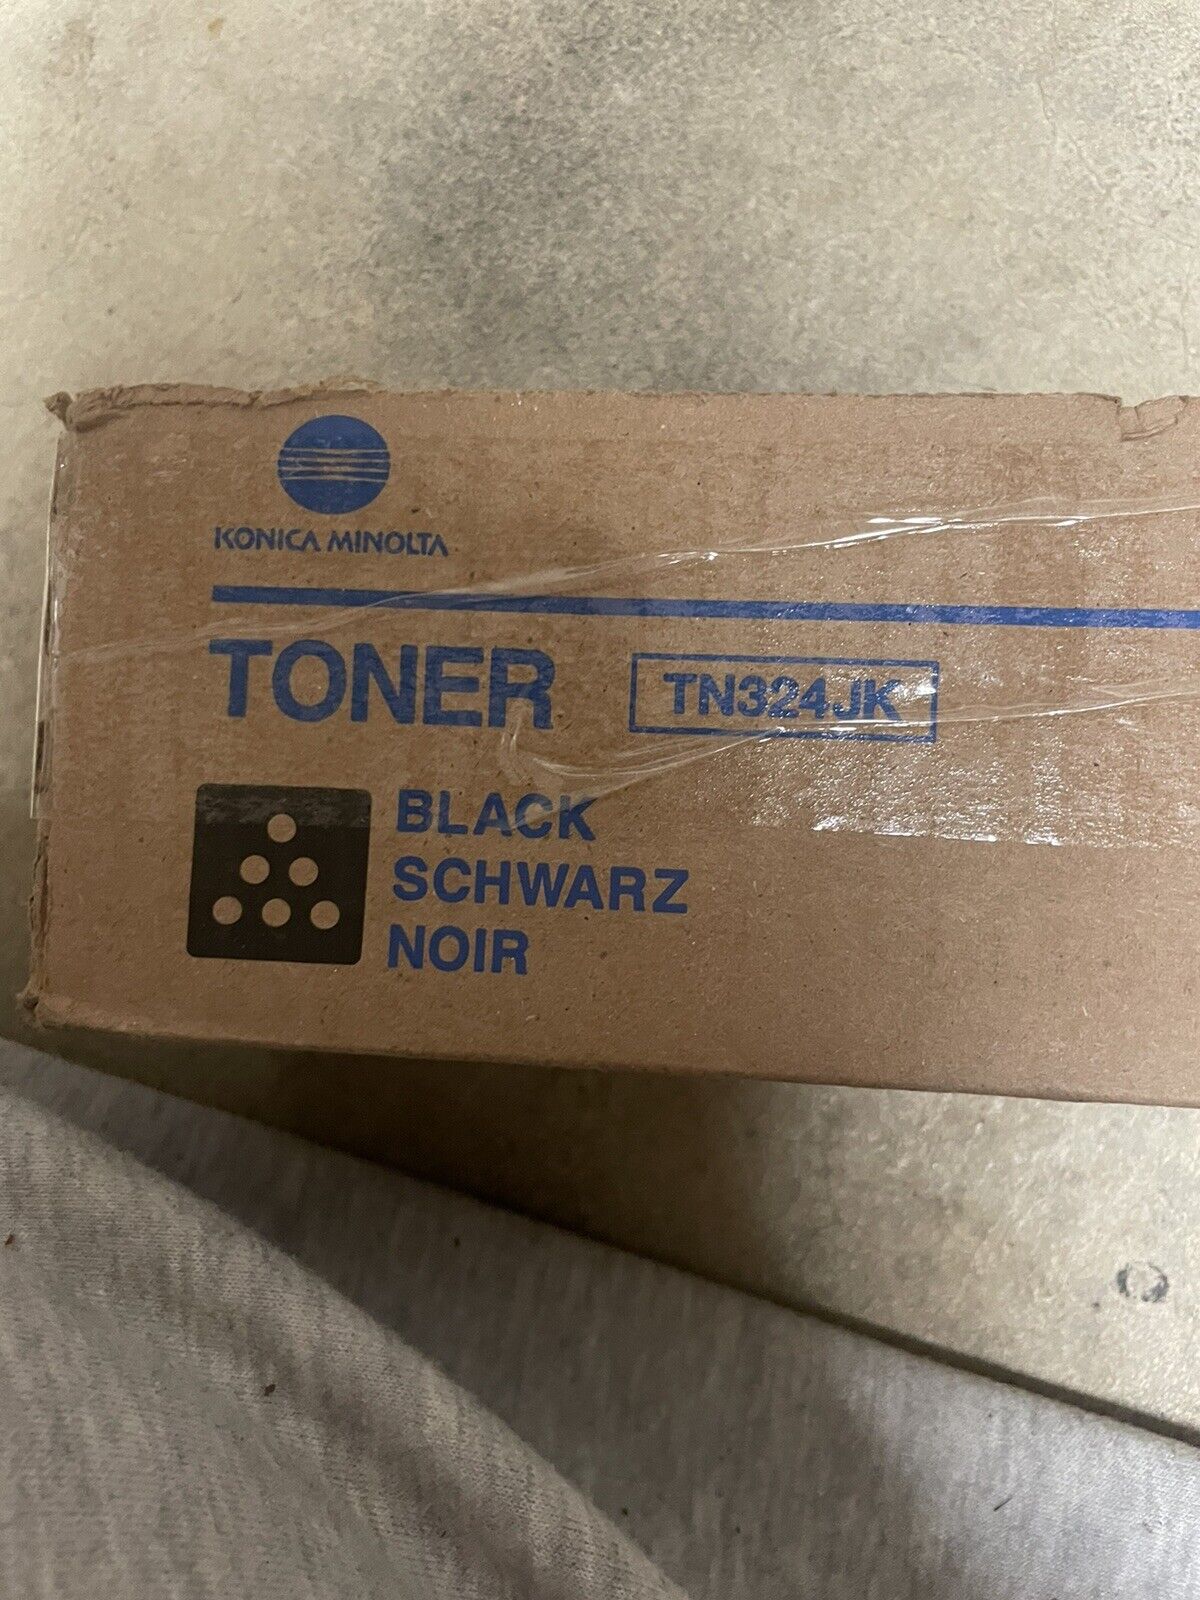 KONICA MINOLTA
TONER TN324JK
BLACK
SCHWARZ
NOIR